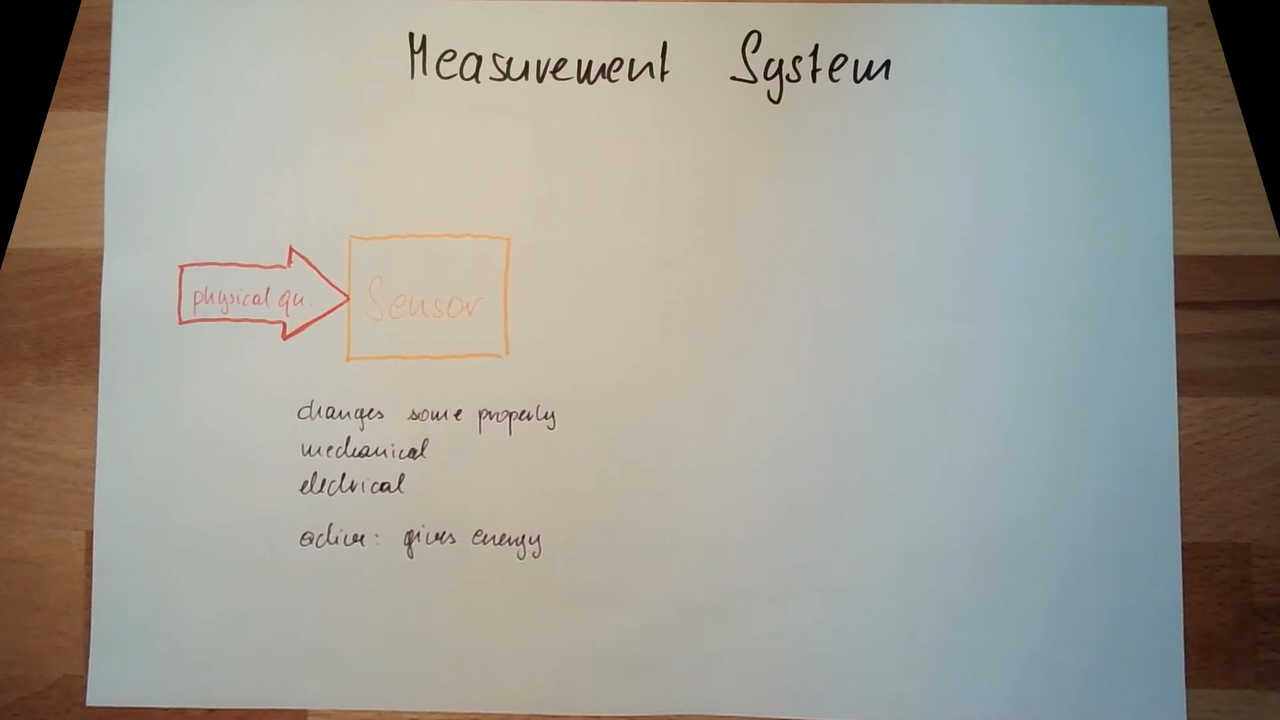 Measurement System
physical qu.
Sensor
changes some property
mechanical
electrical
active: gives energy